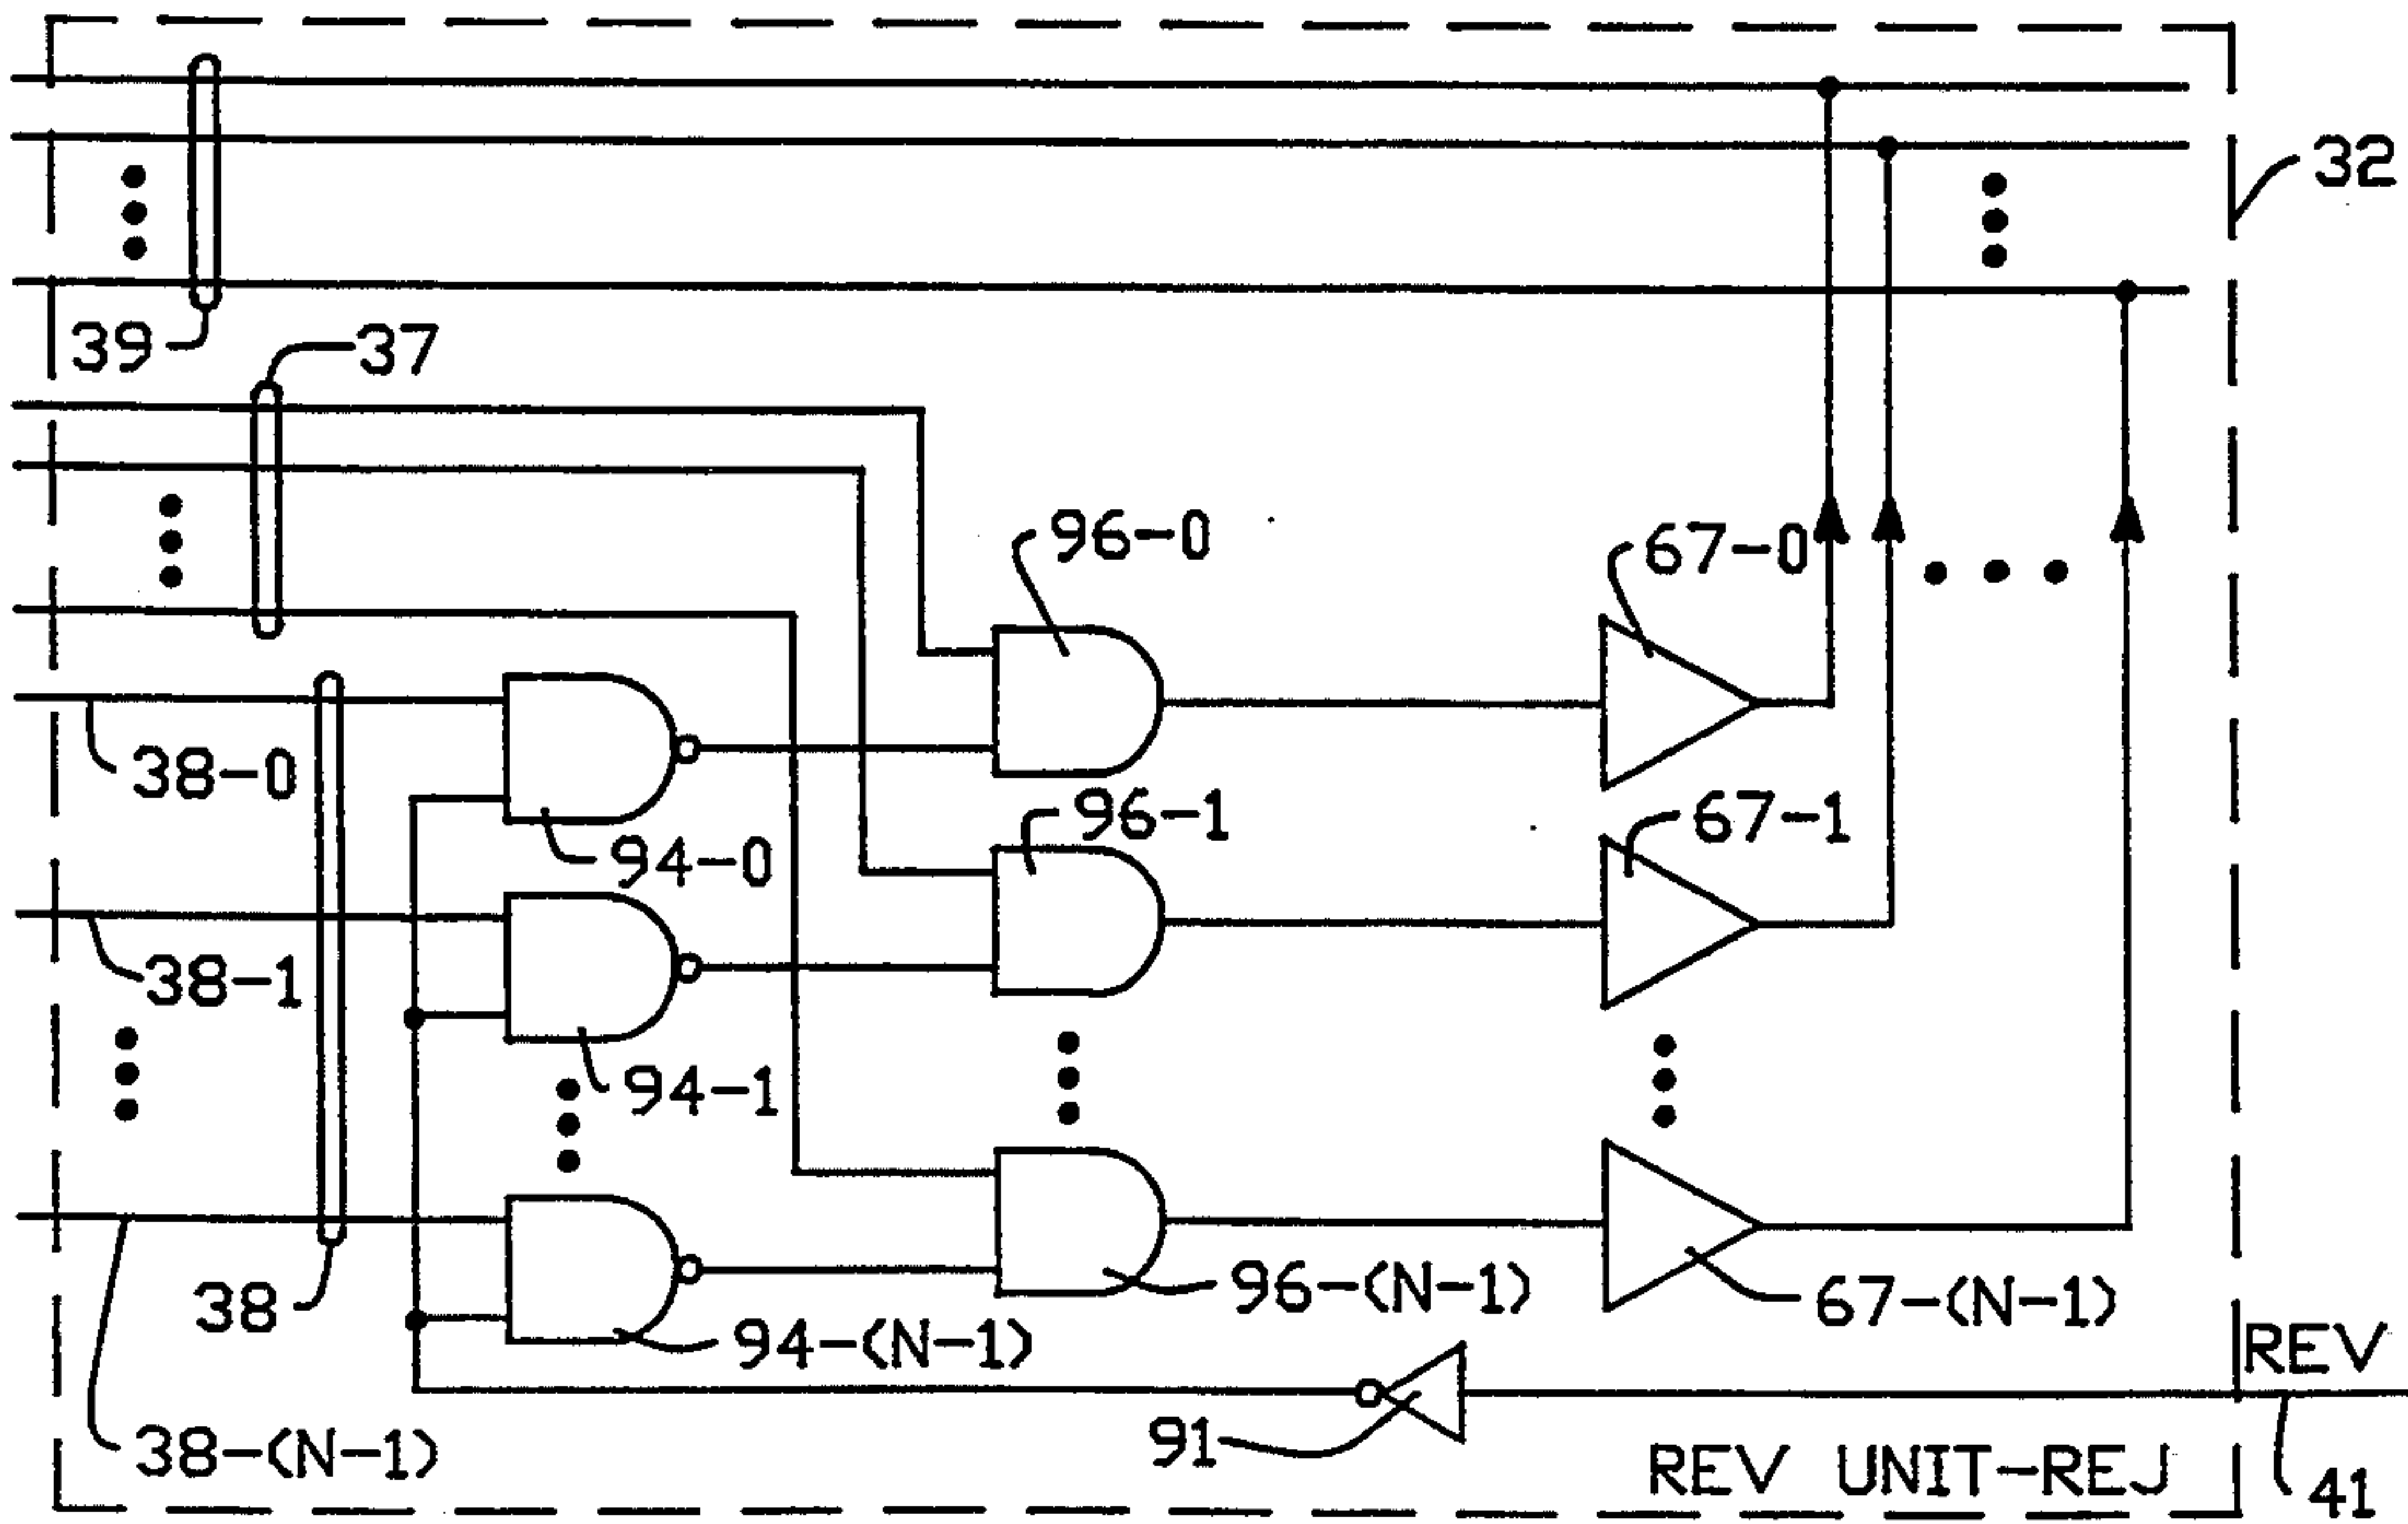 32
39
37
96-0
67-0
38-0
96-1
67-1
94-0
38-1
94-1
38
96-(N-1)
67-(N-1)
94-(N-1)
REV
38-(N-1)
91
REV UNIT-REJ
41